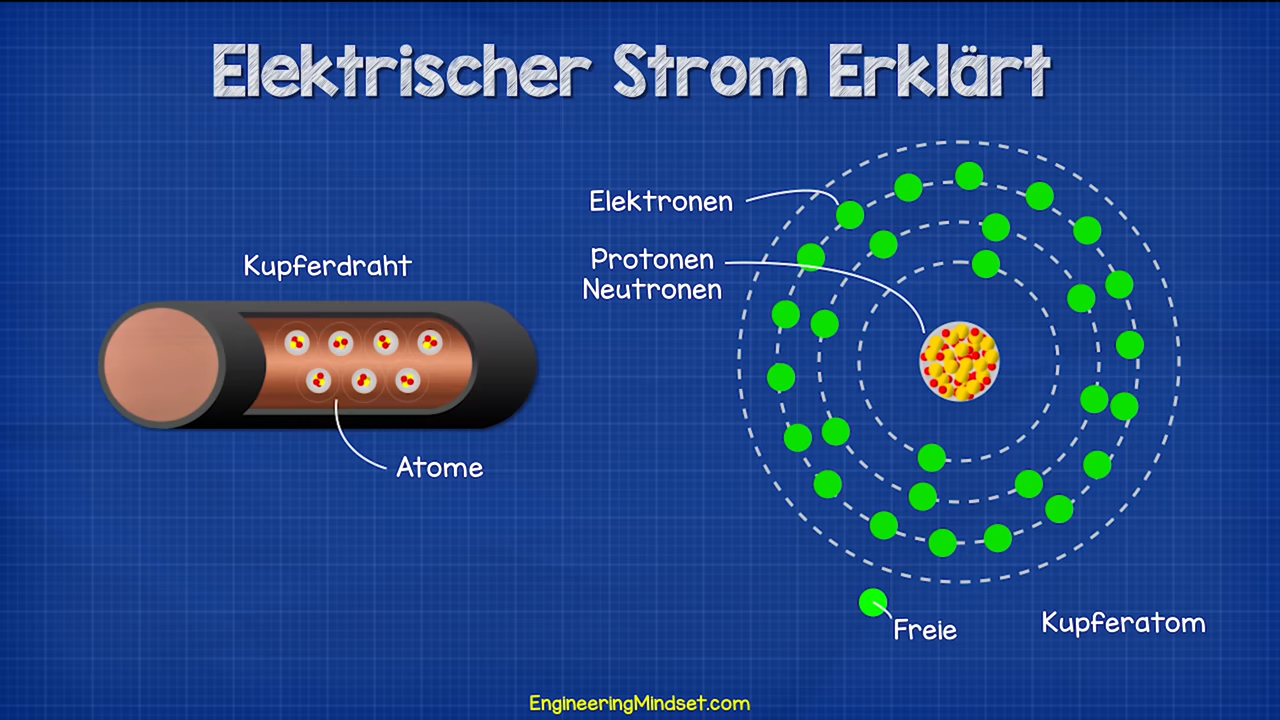 Elektrischer Strom Erklärt
Elektronen
Protonen
Neutronen
Kupferdraht
Atome
Freie
Kupferatom
EngineeringMindset.com